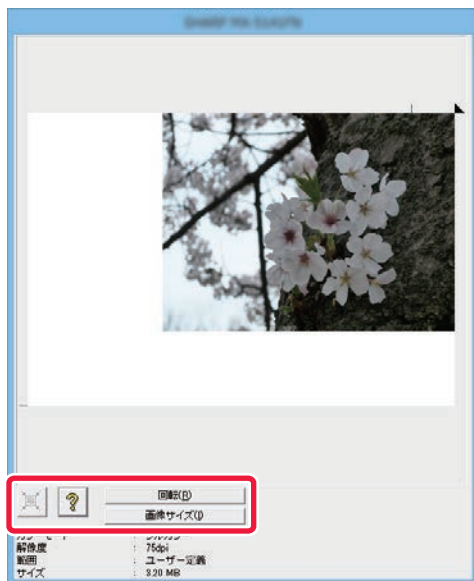 回転(R)
画像サイズ(I)
解像度 : 75dpi
範囲 : ユーザー定義
サイズ : 3.20 MB